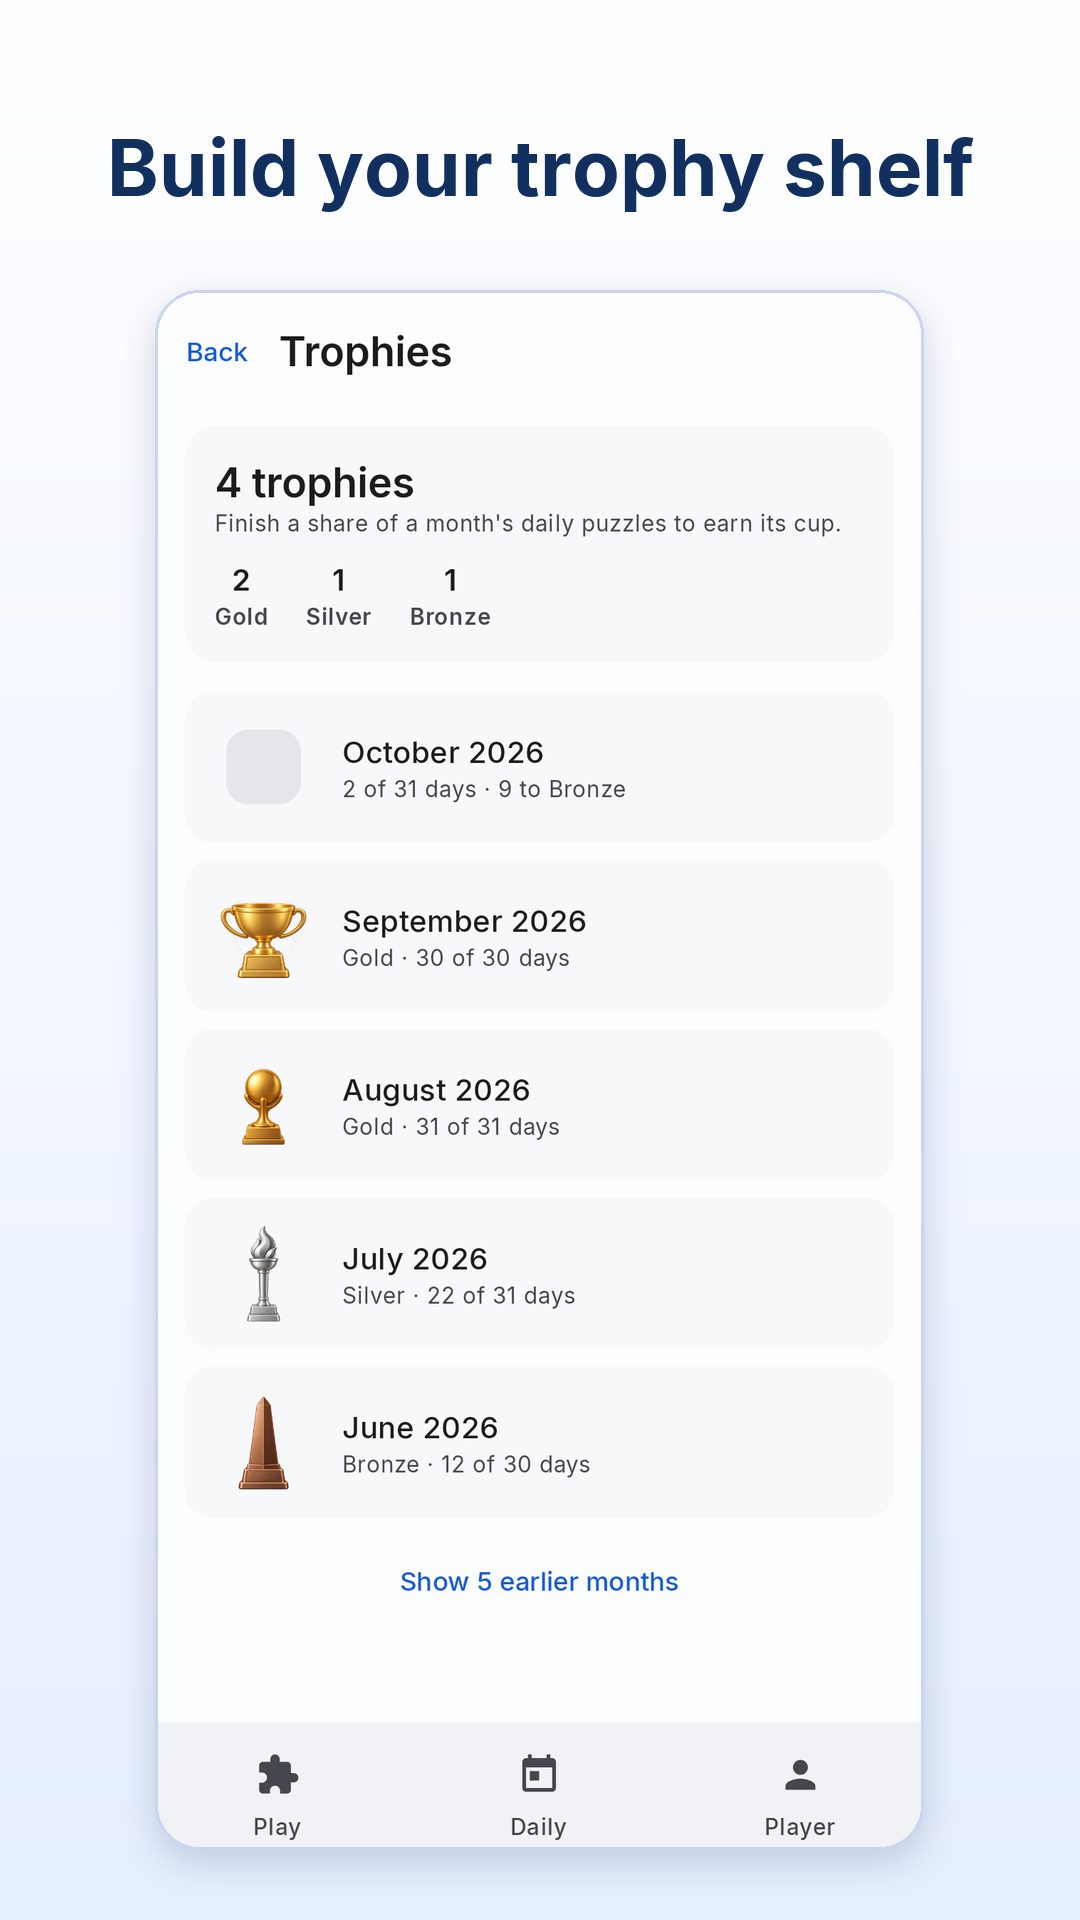 Build your trophy shelf
Back
Trophies
4 trophies
Finish a share of a month's daily puzzles to earn its cup.
2 1 1
Gold Silver Bronze
October 2026
2 of 31 days · 9 to Bronze
September 2026
Gold · 30 of 30 days
August 2026
Gold · 31 of 31 days
July 2026
Silver · 22 of 31 days
June 2026
Bronze · 12 of 30 days
Show 5 earlier months
Play Daily Player